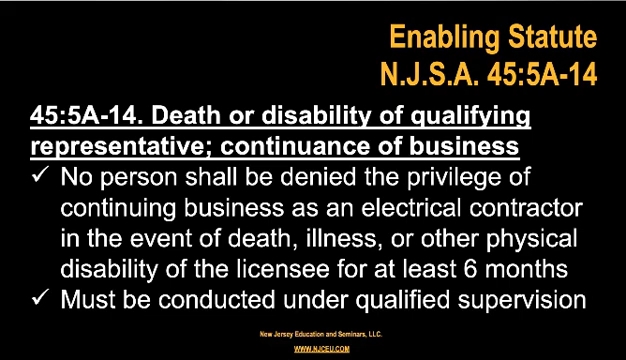 Enabling Statute
N.J.S.A. 45:5A-14
45:5A-14. Death or disability of qualifying
representative; continuance of business
✓ No person shall be denied the privilege of
continuing business as an electrical contractor
in the event of death, illness, or other physical
disability of the licensee for at least 6 months
✓ Must be conducted under qualified supervision
New Jersey Education and Seminars, LLC.
WWW.NJCEU.COM